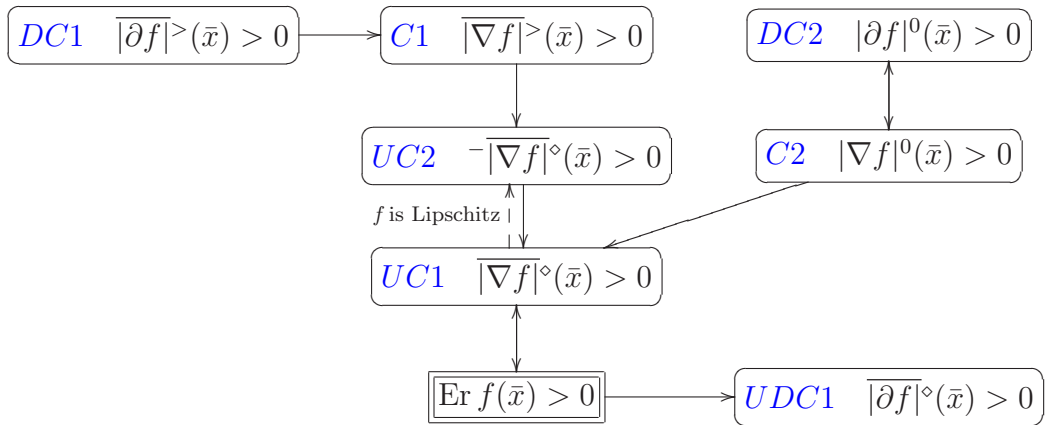 DC1 $\overline{|\partial f|}^{>}(\bar{x}) > 0$
C1 $\overline{|\nabla f|}^{>}(\bar{x}) > 0$
DC2 $|\partial f|^{0}(\bar{x}) > 0$
UC2 ${}^{-}\overline{|\nabla f|}^{\diamond}(\bar{x}) > 0$
C2 $|\nabla f|^{0}(\bar{x}) > 0$
f is Lipschitz
UC1 $\overline{|\nabla f|}^{\diamond}(\bar{x}) > 0$
Er $f(\bar{x}) > 0$
UDC1 $\overline{|\partial f|}^{\diamond}(\bar{x}) > 0$